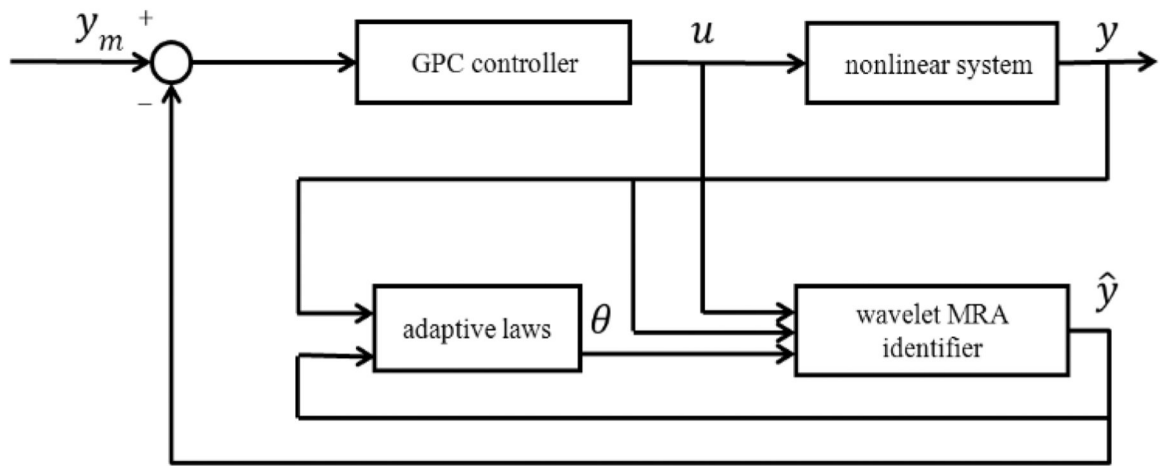 y_m
+
−
GPC controller
u
nonlinear system
y
adaptive laws
θ
wavelet MRA
identifier
ŷ